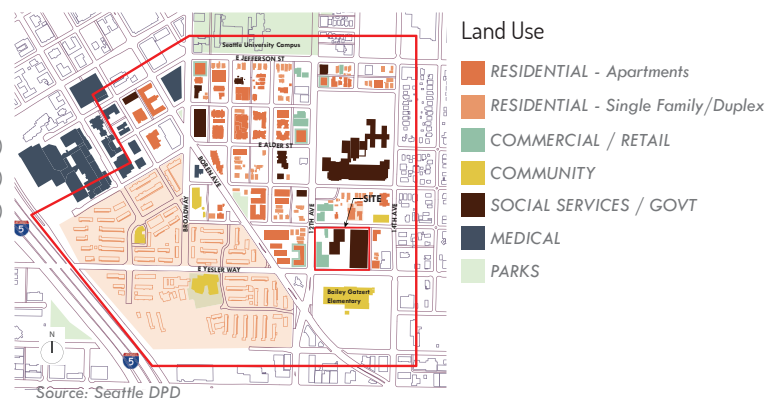 Land Use
RESIDENTIAL - Apartments
RESIDENTIAL - Single Family/Duplex
COMMERCIAL / RETAIL
COMMUNITY
SOCIAL SERVICES / GOVT
MEDICAL
PARKS
Seattle University Campus
E JEFFERSON ST
E ALDER ST
BOREN AVE
BROADWAY
12TH AVE
SITE
14TH AVE
5
E YESLER WAY
Bailey Gatzert
Elementary
N
5
Source: Seattle DPD